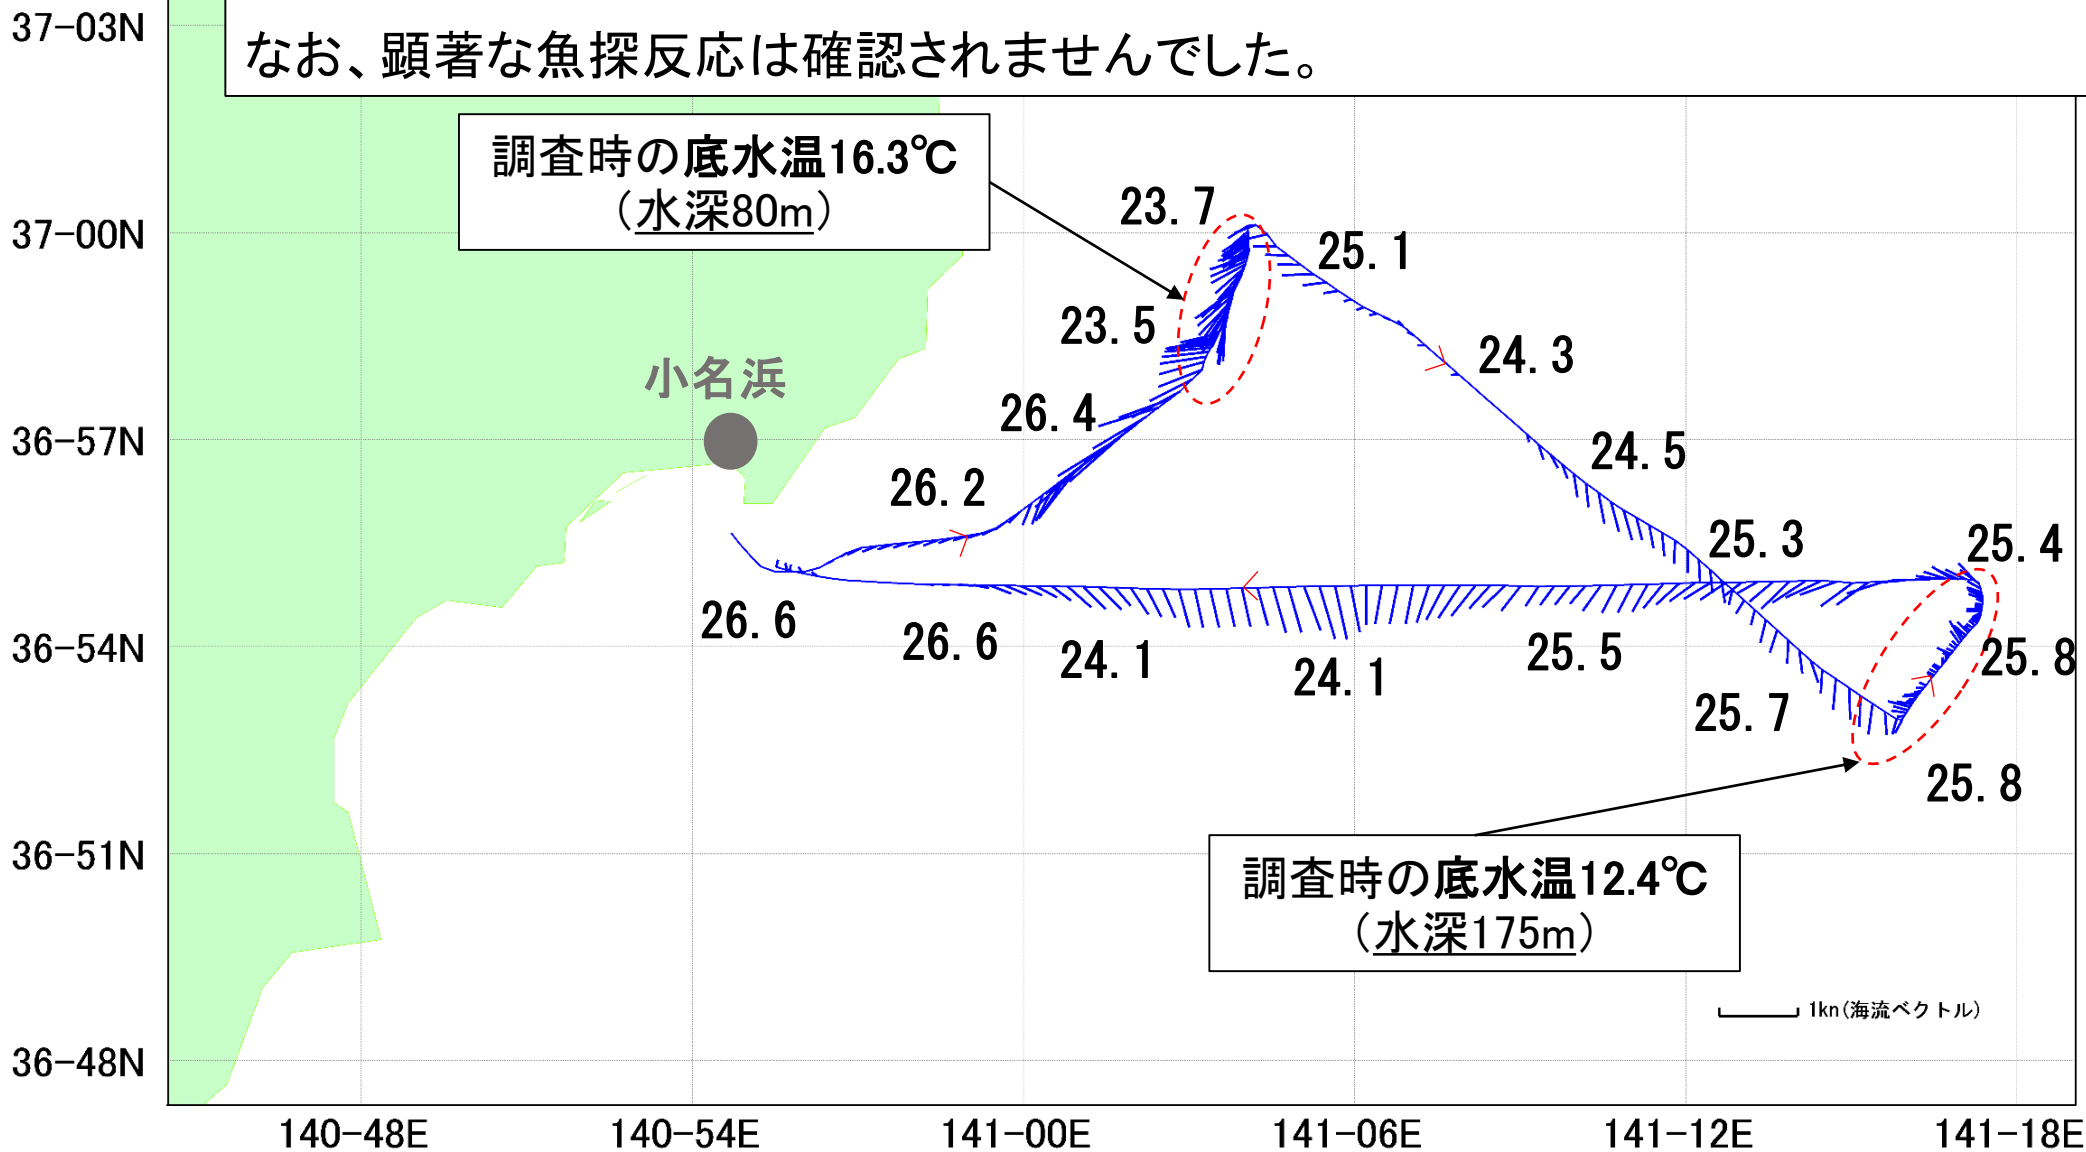 37-03N
なお、顕著な魚探反応は確認されませんでした。
調査時の底水温16.3℃
（水深80m）
23.7
37-00N
25.1
23.5
24.3
小名浜
26.4
36-57N
24.5
26.2
25.3
25.4
26.6
26.6
24.1
24.1
25.5
25.8
36-54N
25.7
25.8
36-51N
調査時の底水温12.4℃
（水深175m）
1kn(海流ベクトル)
36-48N
140-48E
140-54E
141-00E
141-06E
141-12E
141-18E